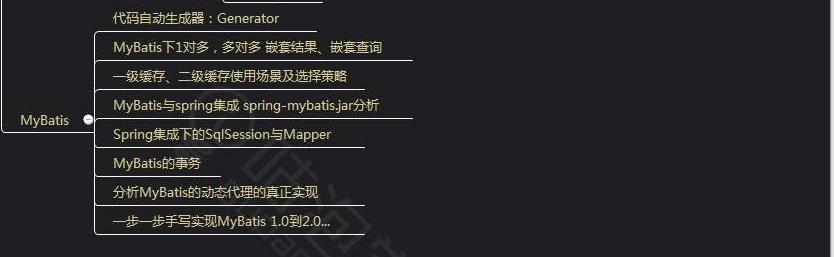 代码自动生成器：Generator
MyBatis下1对多，多对多 嵌套结果、嵌套查询
一级缓存、二级缓存使用场景及选择策略
MyBatis与spring集成 spring-mybatis.jar分析
MyBatis
Spring集成下的SqlSession与Mapper
MyBatis的事务
分析MyBatis的动态代理的真正实现
一步一步手写实现MyBatis 1.0到2.0...